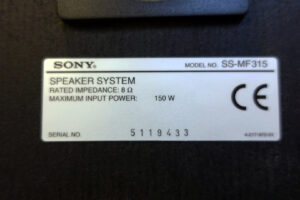 SONY®
MODEL NO. SS-MF315
SPEAKER SYSTEM
RATED IMPEDANCE: 8 Ω
MAXIMUM INPUT POWER: 150 W
CE
SERIAL NO. 5119433